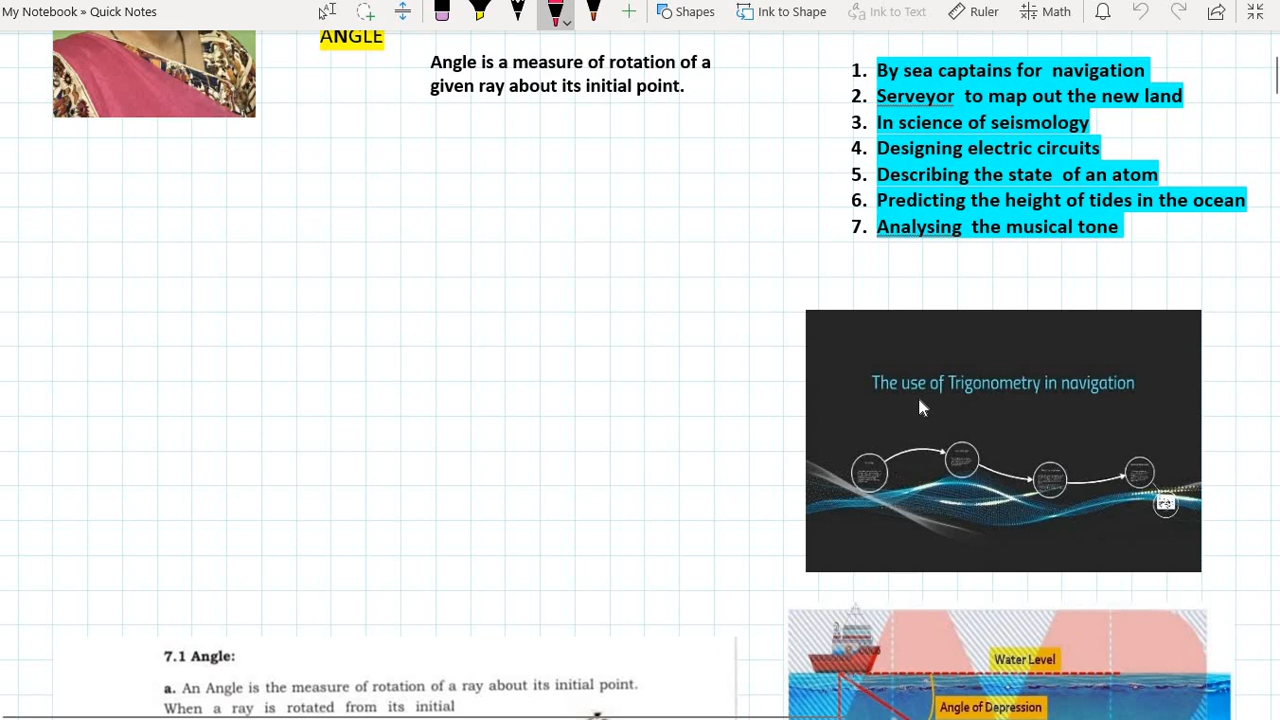 My Notebook » Quick Notes
Shapes
Ink to Shape
Ink to Text
Ruler
Math
ANGLE
Angle is a measure of rotation of a
given ray about its initial point.
1. By sea captains for navigation
2. Serveyor to map out the new land
3. In science of seismology
4. Designing electric circuits
5. Describing the state of an atom
6. Predicting the height of tides in the ocean
7. Analysing the musical tone
The use of Trigonometry in navigation
7.1 Angle:
a. An Angle is the measure of rotation of a ray about its initial point.
When a ray is rotated from its initial
Water Level
Angle of Depression